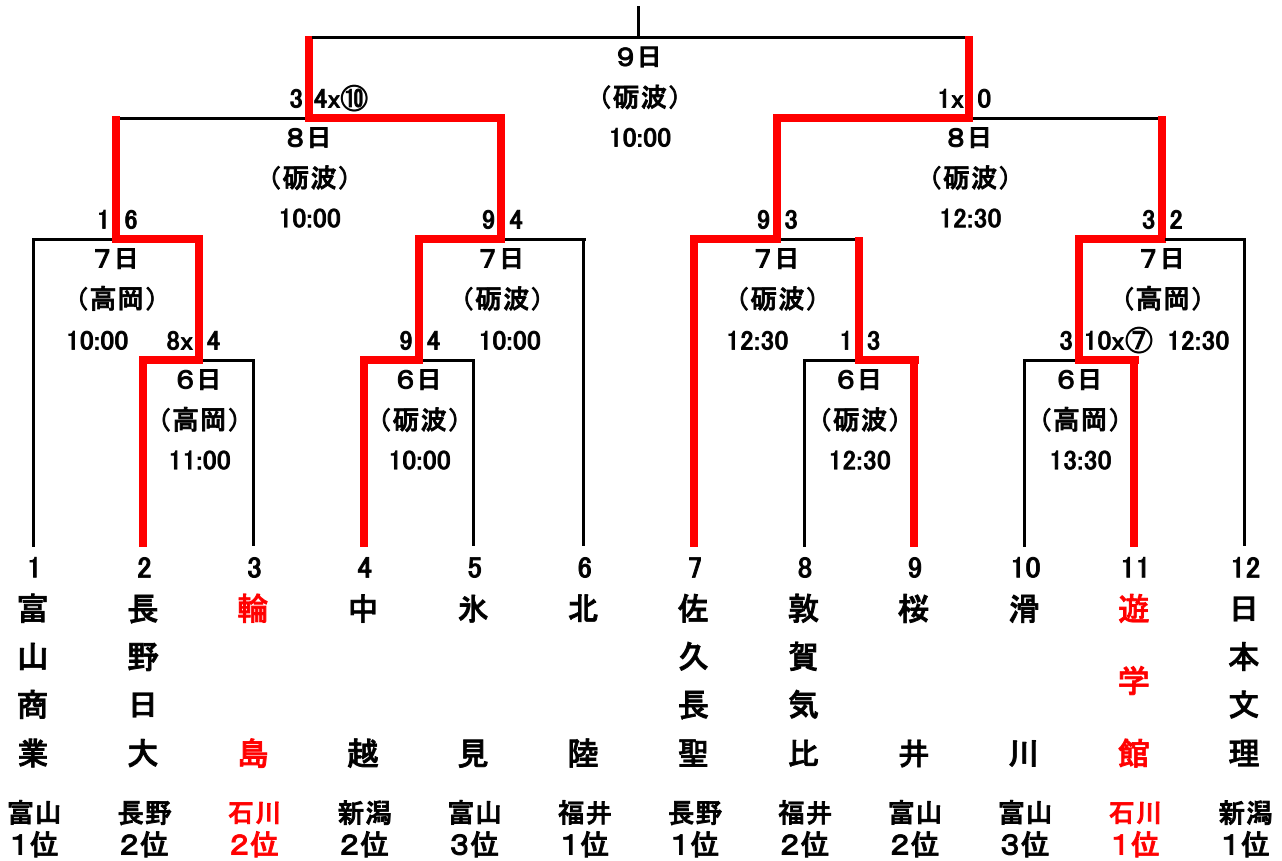 9日
(砺波)
10:00
3 4x⑩
1x 0
8日
(砺波)
10:00
8日
(砺波)
12:30
1 6
9 4
9 3
3 2
7日
(高岡)
10:00
7日
(砺波)
10:00
7日
(砺波)
12:30
7日
(高岡)
12:30
8x 4
9 4
1 3
3 10x⑦
6日
(高岡)
11:00
6日
(砺波)
10:00
6日
(砺波)
12:30
6日
(高岡)
13:30
1 2 3 4 5 6 7 8 9 10 11 12
富山商業
長野日大
輪島
中越
氷見
北陸
佐久長聖
敦賀気比
桜井
滑川
遊学館
日本文理
富山 長野 石川 新潟 富山 福井 長野 福井 富山 富山 石川 新潟
1位 2位 2位 2位 3位 1位 1位 2位 2位 3位 1位 1位